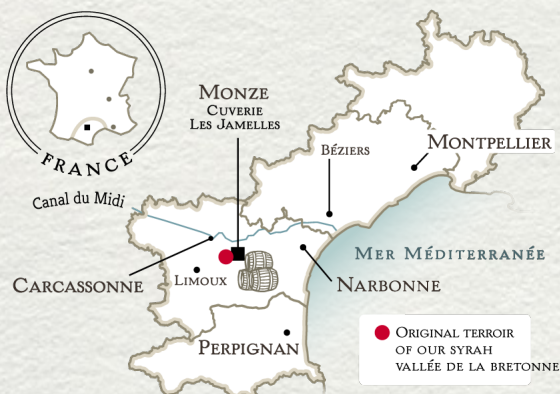 FRANCE
MONZE
CUVERIE
LES JAMELLES
BÉZIERS
MONTPELLIER
Canal du Midi
MER MÉDITERRANÉE
CARCASSONNE
LIMOUX
NARBONNE
PERPIGNAN
ORIGINAL TERROIR
OF OUR SYRAH
VALLÉE DE LA BRETONNE